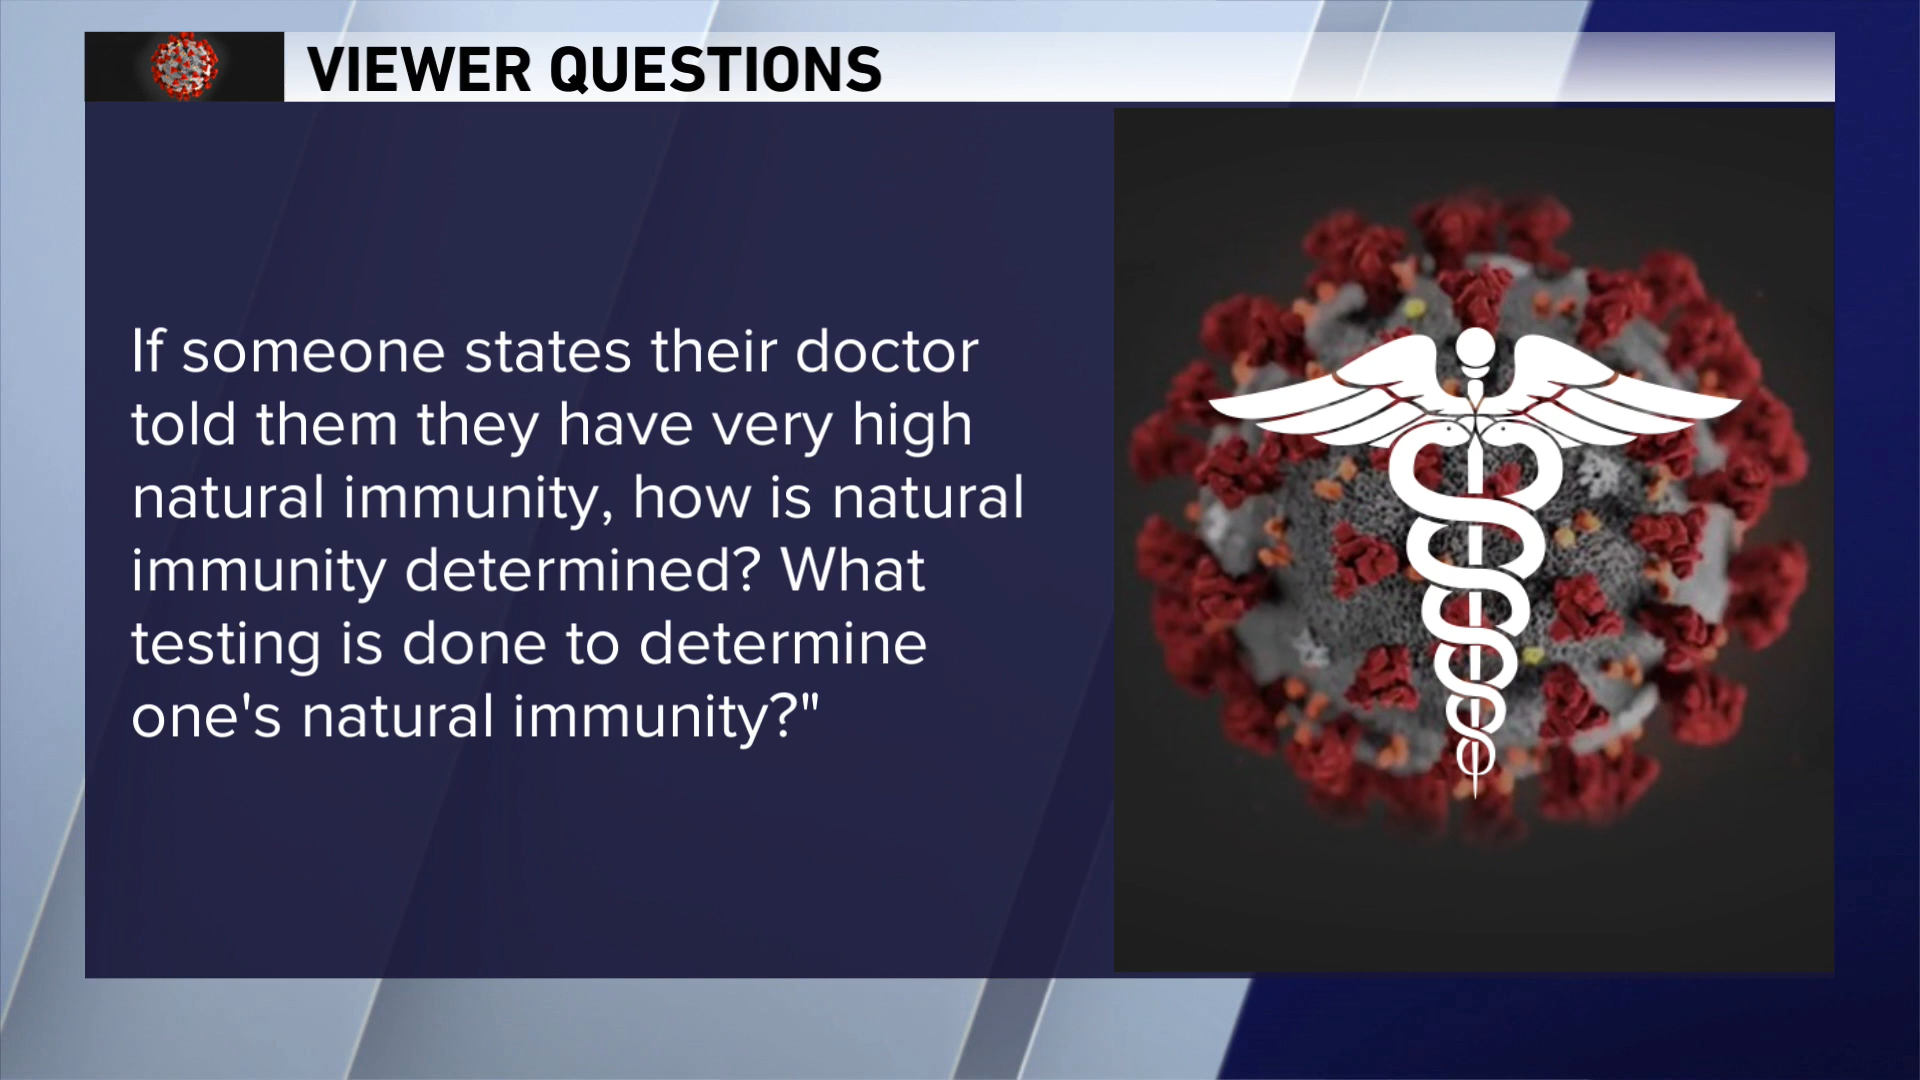 VIEWER QUESTIONS
If someone states their doctor
told them they have very high
natural immunity, how is natural
immunity determined? What
testing is done to determine
one's natural immunity?"